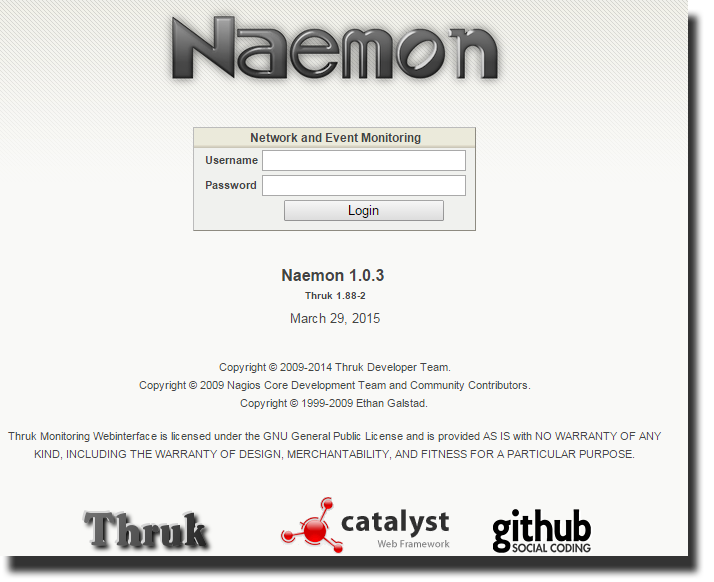 Naemon
Network and Event Monitoring
Username
Password
Login
Naemon 1.0.3
Thruk 1.88-2
March 29, 2015
Copyright © 2009-2014 Thruk Developer Team.
Copyright © 2009 Nagios Core Development Team and Community Contributors.
Copyright © 1999-2009 Ethan Galstad.
Thruk Monitoring Webinterface is licensed under the GNU General Public License and is provided AS IS with NO WARRANTY OF ANY
KIND, INCLUDING THE WARRANTY OF DESIGN, MERCHANTABILITY, AND FITNESS FOR A PARTICULAR PURPOSE.
Thruk
catalyst
Web Framework
github
SOCIAL CODING